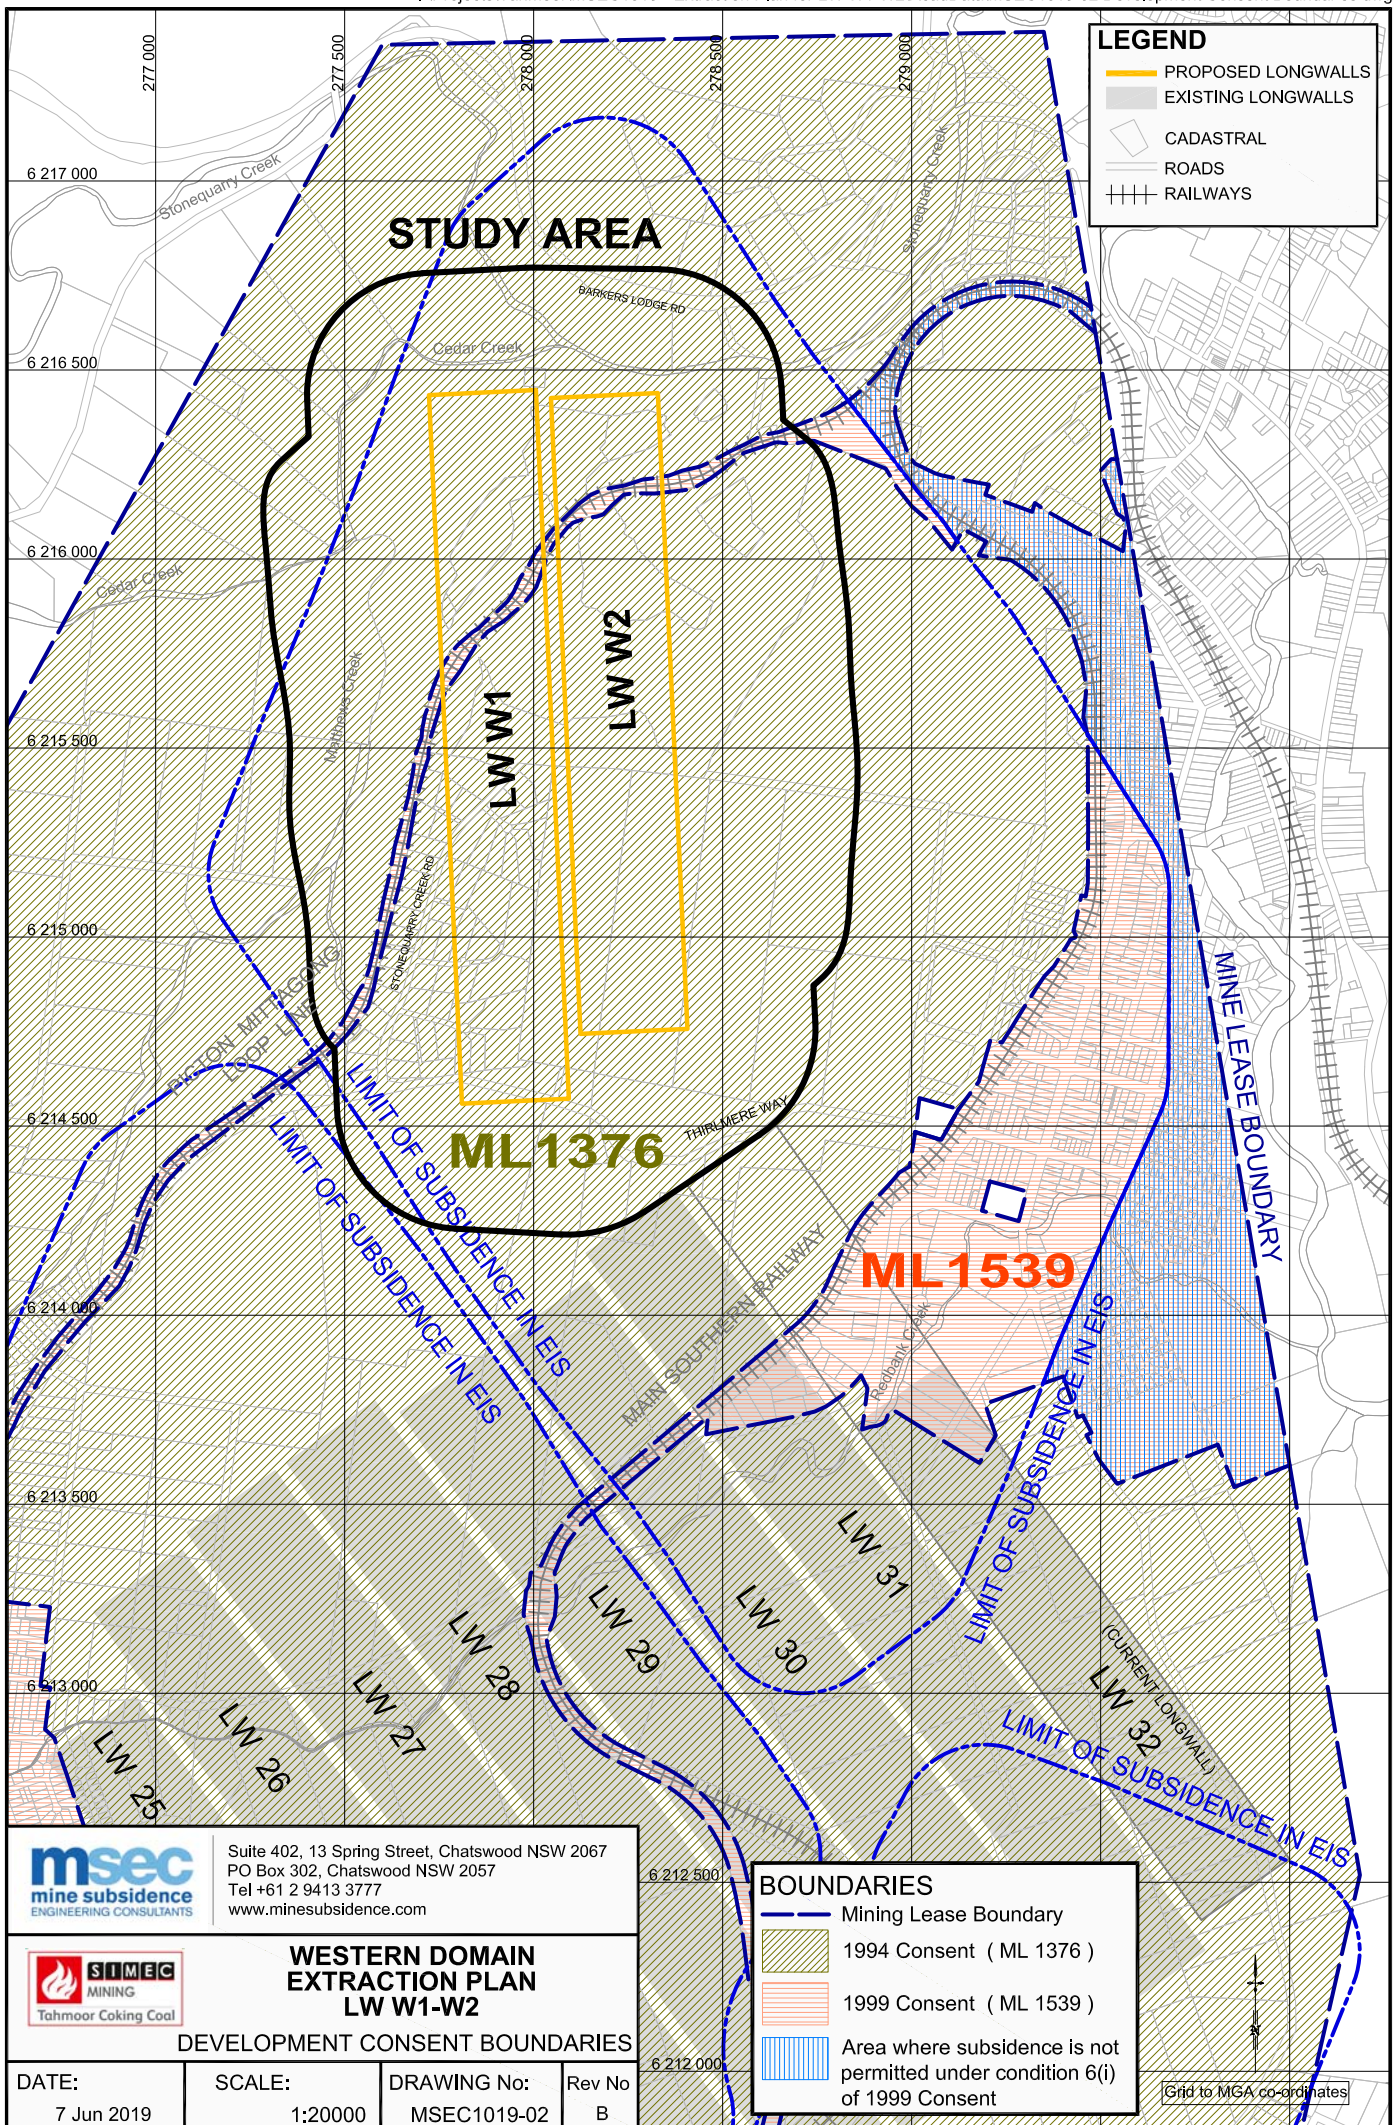 277 000
277 500
278 000
278 500
279 000
LEGEND
PROPOSED LONGWALLS
EXISTING LONGWALLS
CADASTRAL
ROADS
RAILWAYS
6 217 000
Stonequarry Creek
Stonequarry Creek
STUDY AREA
BARKERS LODGE RD
Cedar Creek
6 216 500
6 216 000
Cedar Creek
LW W2
Matthews Creek
LW W1
6 215 500
STONEQUARRY CREEK RD
6 215 000
PICTON MITTAGONG
LOOP LINE
MINE LEASE BOUNDARY
LIMIT OF SUBSIDENCE IN EIS
LIMIT OF SUBSIDENCE IN EIS
6 214 500
THIRLMERE WAY
ML1376
ML1539
MAIN SOUTHERN RAILWAY
6 214 000
Redbank Creek
LIMIT OF SUBSIDENCE IN EIS
6 213 500
LW 31
LW 30
LW 29
LW 28
(CURRENT LONGWALL)
LW 32
6 213 000
LW 27
LW 26
LW 25
LIMIT OF SUBSIDENCE IN EIS
msec
mine subsidence
ENGINEERING CONSULTANTS
Suite 402, 13 Spring Street, Chatswood NSW 2067
PO Box 302, Chatswood NSW 2057
Tel +61 2 9413 3777
www.minesubsidence.com
6 212 500
BOUNDARIES
Mining Lease Boundary
1994 Consent ( ML 1376 )
1999 Consent ( ML 1539 )
Area where subsidence is not
permitted under condition 6(i)
of 1999 Consent
SIMEC
MINING
Tahmoor Coking Coal
WESTERN DOMAIN
EXTRACTION PLAN
LW W1-W2
DEVELOPMENT CONSENT BOUNDARIES
6 212 000
N
Grid to MGA co-ordinates
DATE:
7 Jun 2019
SCALE:
1:20000
DRAWING No:
MSEC1019-02
Rev No
B